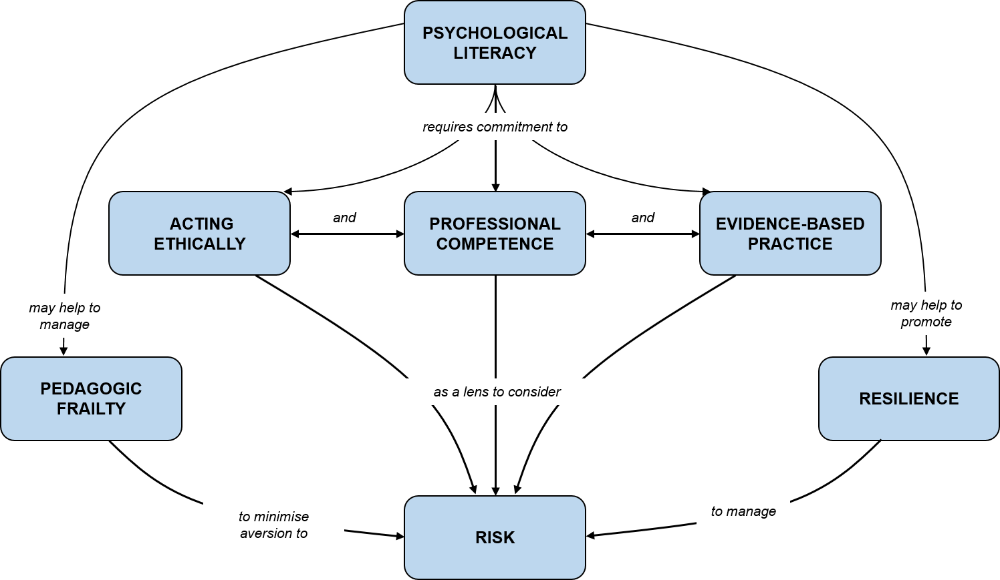 PSYCHOLOGICAL
LITERACY
requires commitment to
ACTING
ETHICALLY
and
PROFESSIONAL
COMPETENCE
and
EVIDENCE-BASED
PRACTICE
may help to
manage
may help to
promote
PEDAGOGIC
FRAILTY
as a lens to consider
RESILIENCE
to minimise
aversion to
RISK
to manage